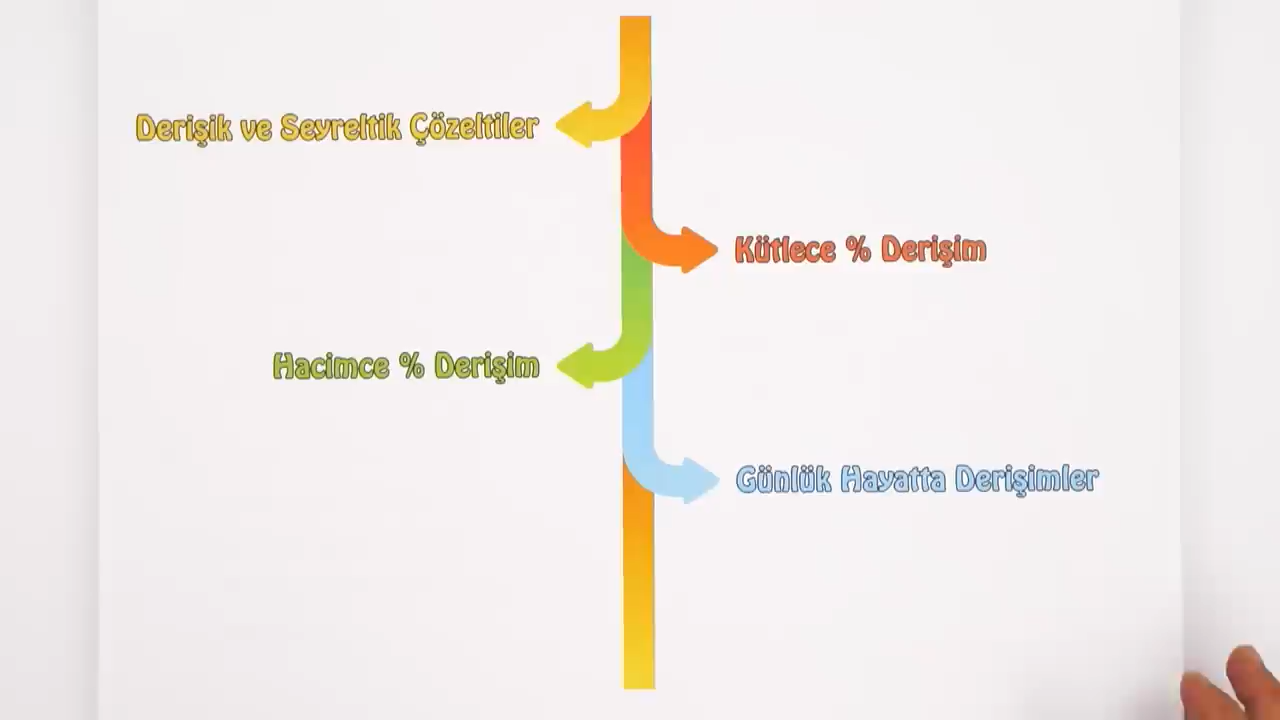 Derişik ve Seyreltik Çözeltiler
Kütlece % Derişim
Hacimce % Derişim
Günlük Hayatta Derişimler